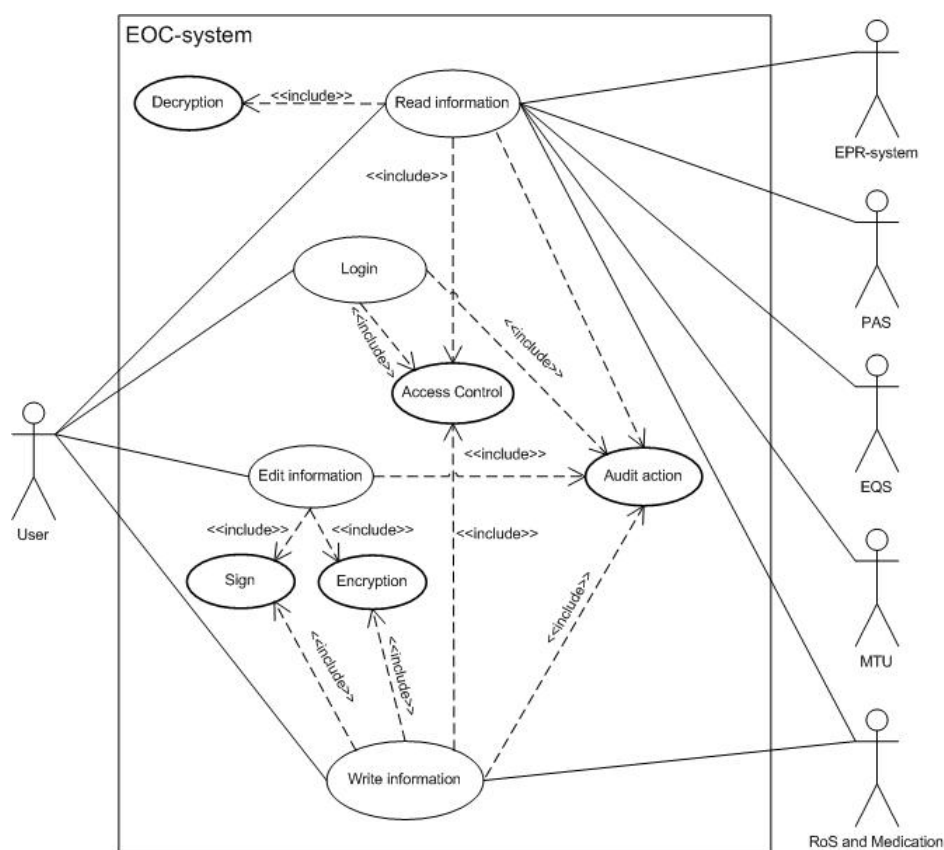 EOC-system
Decryption
<<include>>
Read information
EPR-system
<<include>>
Login
PAS
<<include>>
<<include>>
Access Control
<<include>>
Edit information
Audit action
User
EQS
<<include>>
<<include>>
<<include>>
Sign
Encryption
<<include>>
<<include>>
<<include>>
MTU
Write information
RoS and Medication